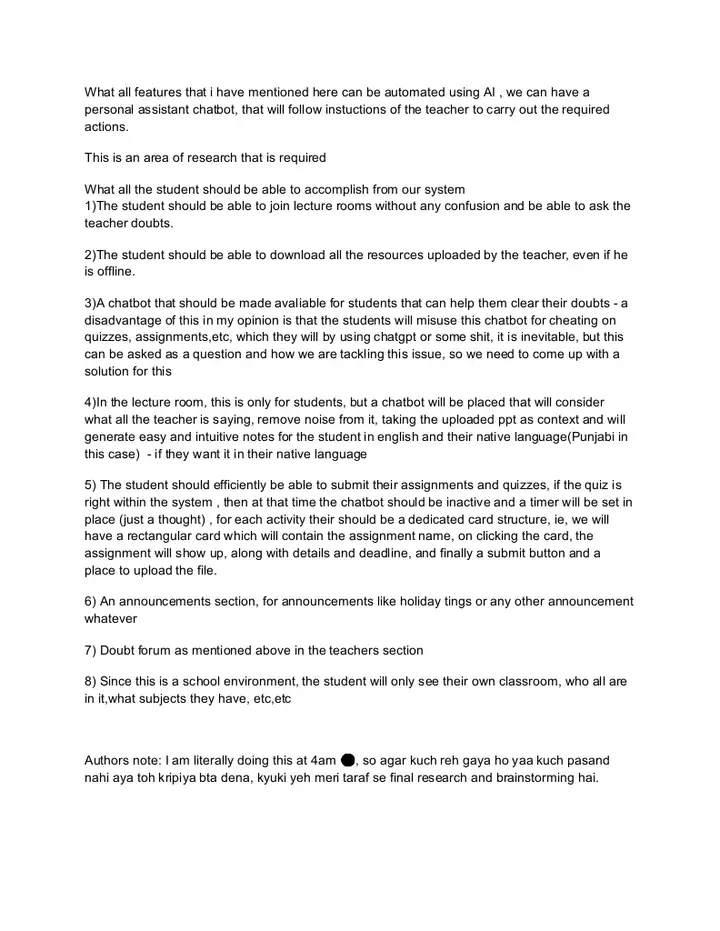 What all features that i have mentioned here can be automated using AI , we can have a
personal assistant chatbot, that will follow instuctions of the teacher to carry out the required
actions.
This is an area of research that is required
What all the student should be able to accomplish from our system
1)The student should be able to join lecture rooms without any confusion and be able to ask the
teacher doubts.
2)The student should be able to download all the resources uploaded by the teacher, even if he
is offline.
3)A chatbot that should be made avaliable for students that can help them clear their doubts - a
disadvantage of this in my opinion is that the students will misuse this chatbot for cheating on
quizzes, assignments,etc, which they will by using chatgpt or some shit, it is inevitable, but this
can be asked as a question and how we are tackling this issue, so we need to come up with a
solution for this
4)In the lecture room, this is only for students, but a chatbot will be placed that will consider
what all the teacher is saying, remove noise from it, taking the uploaded ppt as context and will
generate easy and intuitive notes for the student in english and their native language(Punjabi in
this case)  - if they want it in their native language
5) The student should efficiently be able to submit their assignments and quizzes, if the quiz is
right within the system , then at that time the chatbot should be inactive and a timer will be set in
place (just a thought) , for each activity their should be a dedicated card structure, ie, we will
have a rectangular card which will contain the assignment name, on clicking the card, the
assignment will show up, along with details and deadline, and finally a submit button and a
place to upload the file.
6) An announcements section, for announcements like holiday tings or any other announcement
whatever
7) Doubt forum as mentioned above in the teachers section
8) Since this is a school environment, the student will only see their own classroom, who all are
in it,what subjects they have, etc,etc
Authors note: I am literally doing this at 4am , so agar kuch reh gaya ho yaa kuch pasand
nahi aya toh kripiya bta dena, kyuki yeh meri taraf se final research and brainstorming hai.